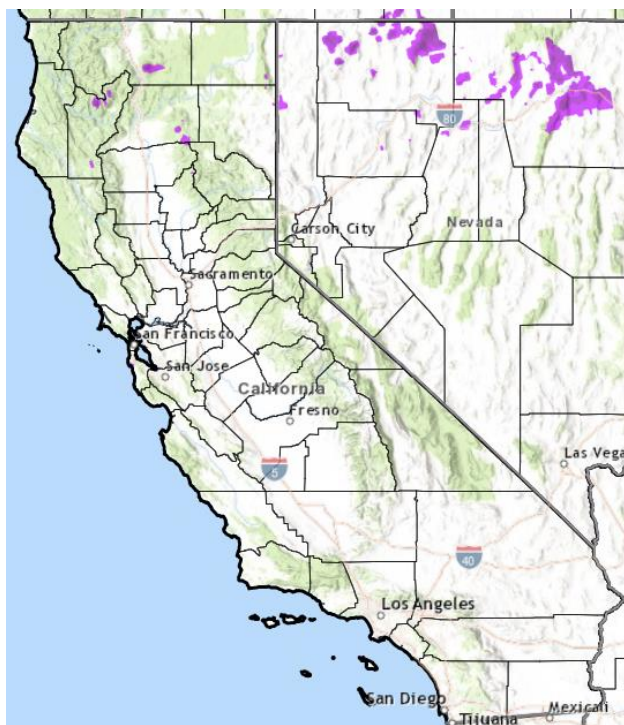 80
Nevada
Carson City
Sacramento
San Francisco
San Jose
California
Fresno
Las Vega
5
40
Los Angeles
San Diego
Mexicali
Tijuana